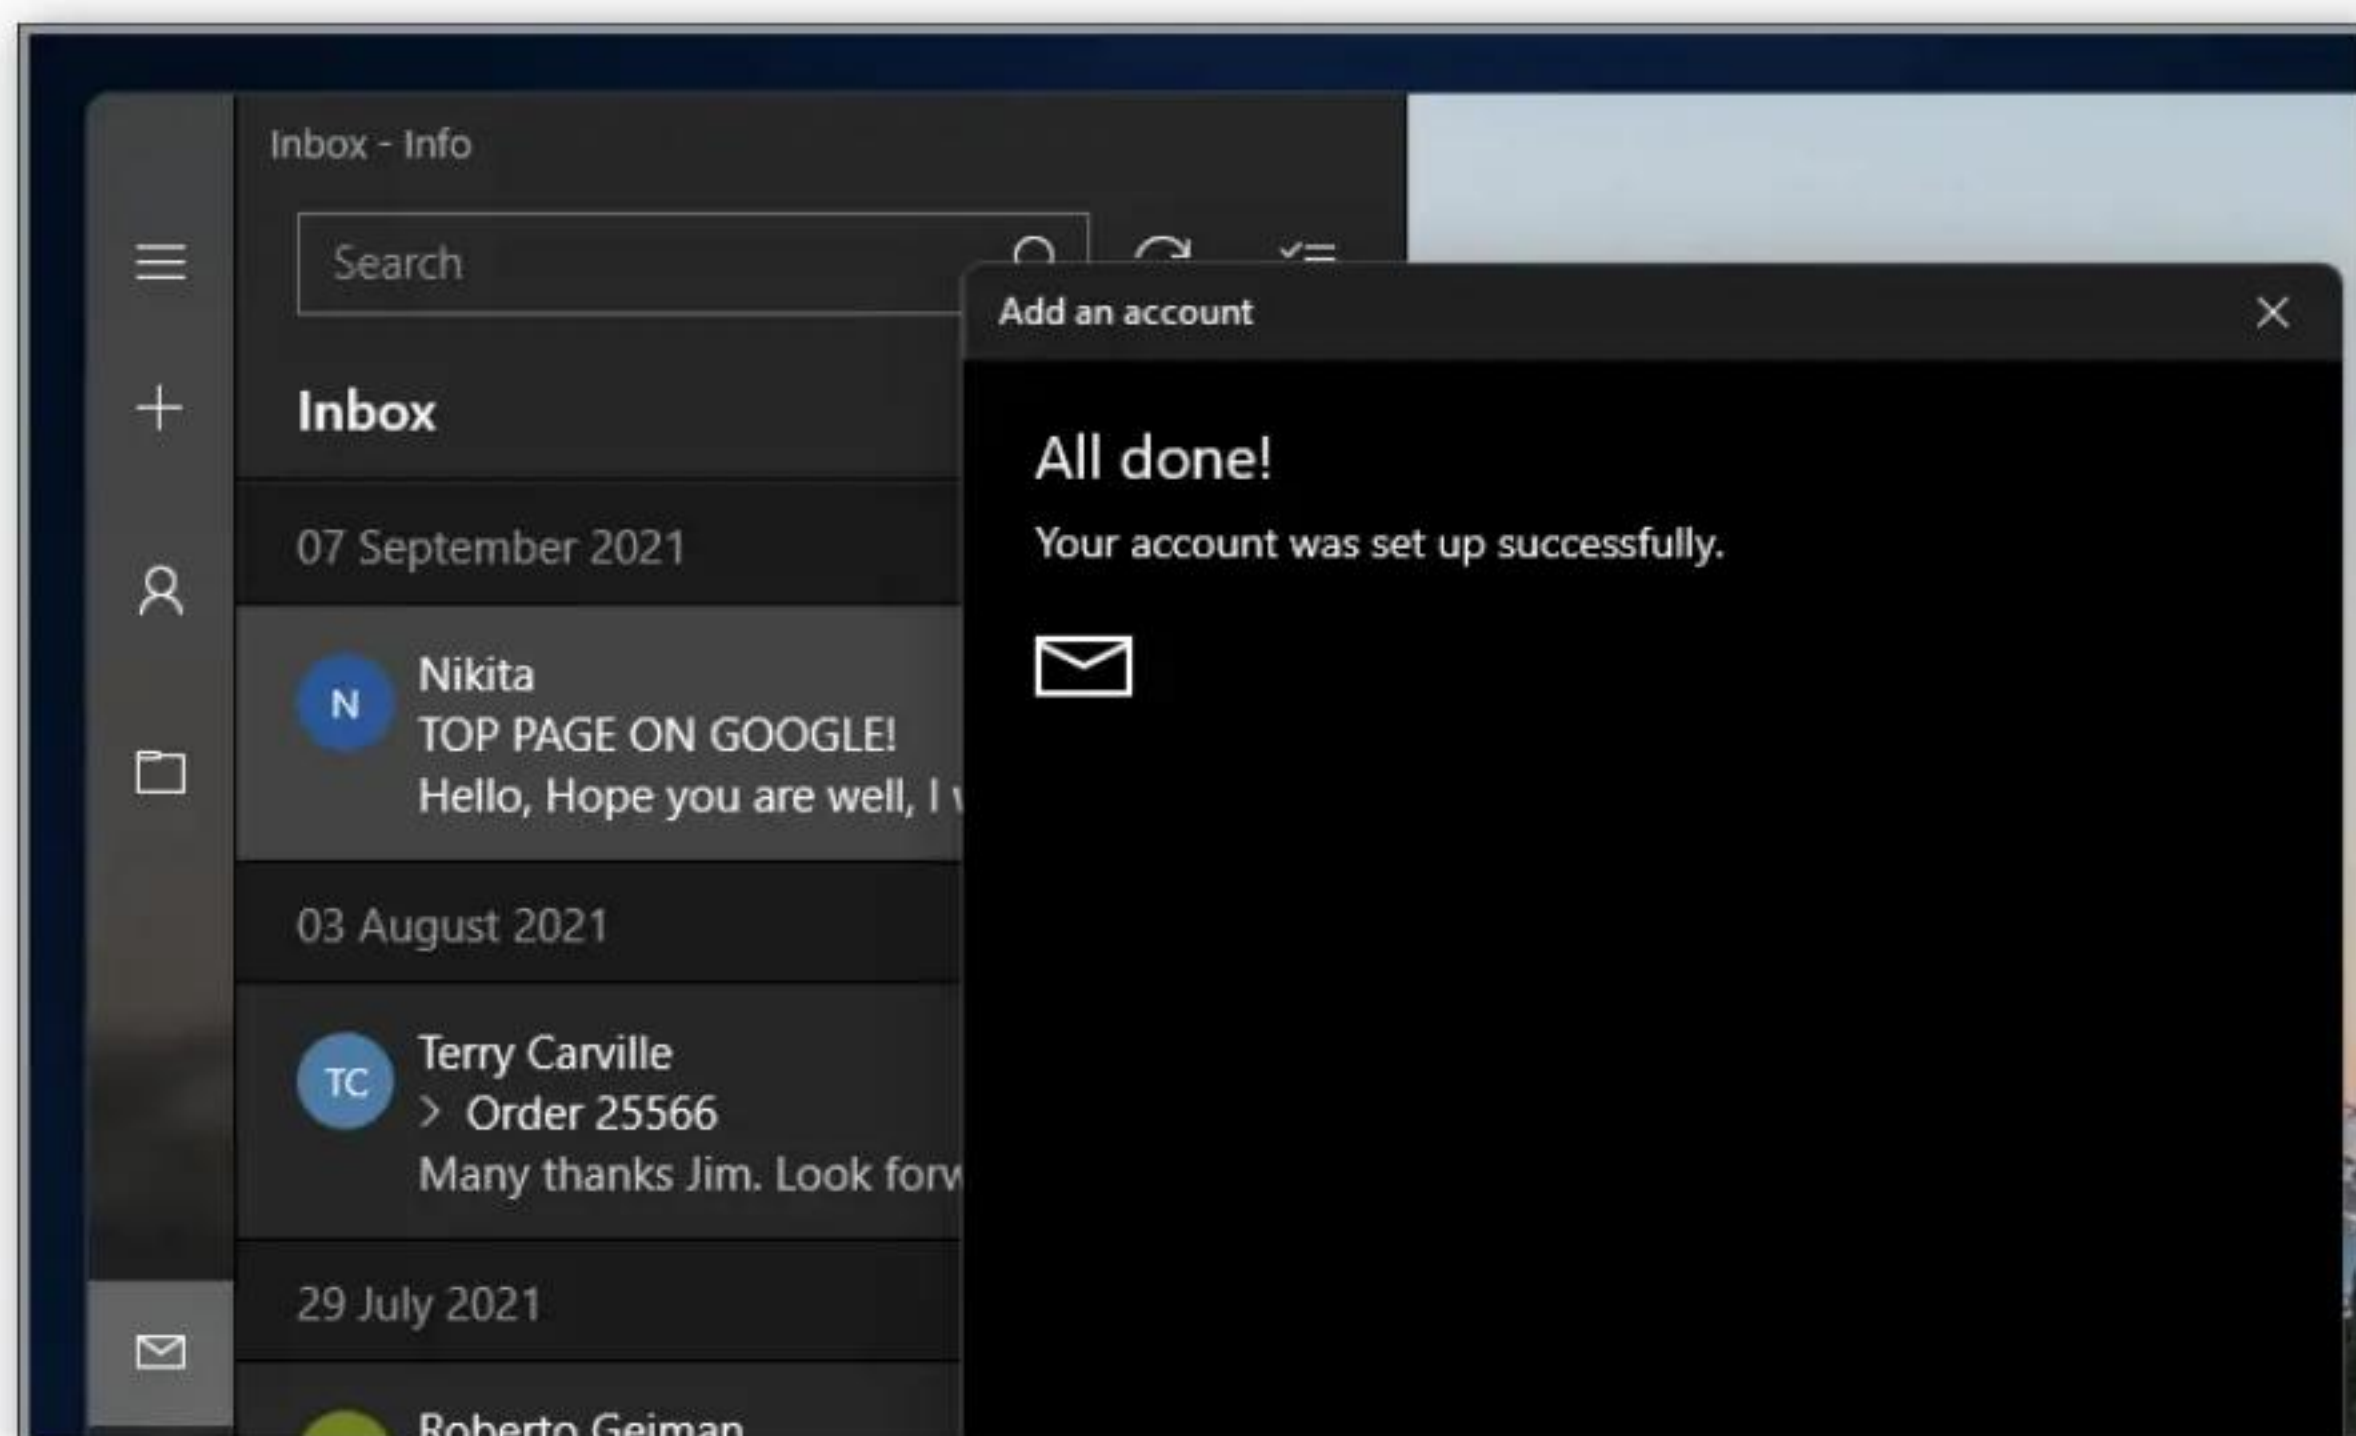 Inbox - Info
Search
Inbox
07 September 2021
N
Nikita
TOP PAGE ON GOOGLE!
Hello, Hope you are well, I
03 August 2021
TC
Terry Carville
> Order 25566
Many thanks Jim. Look forw
29 July 2021
Roberto Geiman
Add an account
All done!
Your account was set up successfully.